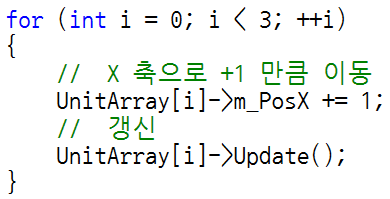 for (int i = 0; i < 3; ++i)
{
    //  X 축으로 +1 만큼 이동
    UnitArray[i]->m_PosX += 1;
    //  갱신
    UnitArray[i]->Update();
}